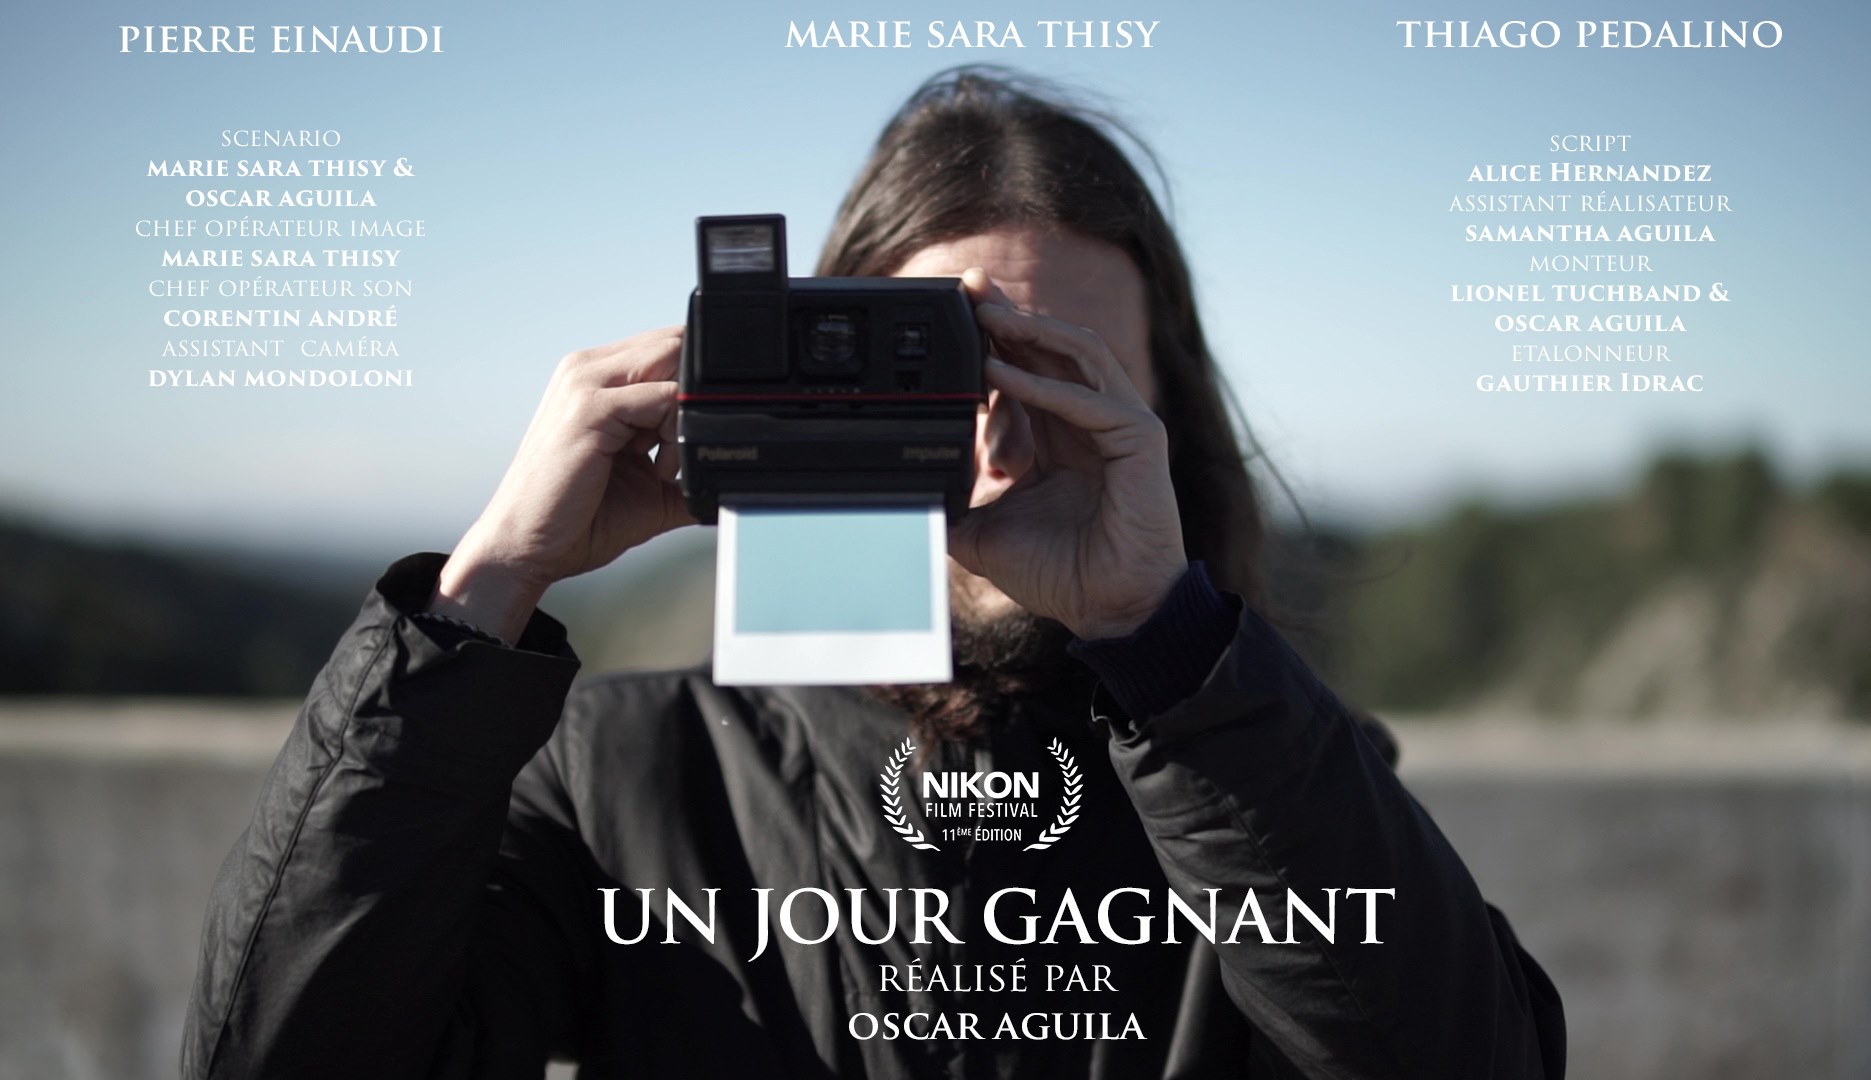 PIERRE EINAUDI
MARIE SARA THISY
THIAGO PEDALINO
SCENARIO
MARIE SARA THISY &
OSCAR AGUILA
CHEF OPÉRATEUR IMAGE
MARIE SARA THISY
CHEF OPÉRATEUR SON
CORENTIN ANDRÉ
ASSISTANT CAMÉRA
DYLAN MONDOLONI
SCRIPT
ALICE HERNANDEZ
ASSISTANT RÉALISATEUR
SAMANTHA AGUILA
MONTEUR
LIONEL TUCHBAND &
OSCAR AGUILA
ETALONNEUR
GAUTHIER IDRAC
Polaroid
Impulse
NIKON
FILM FESTIVAL
11ÈME ÉDITION
UN JOUR GAGNANT
RÉALISÉ PAR
OSCAR AGUILA